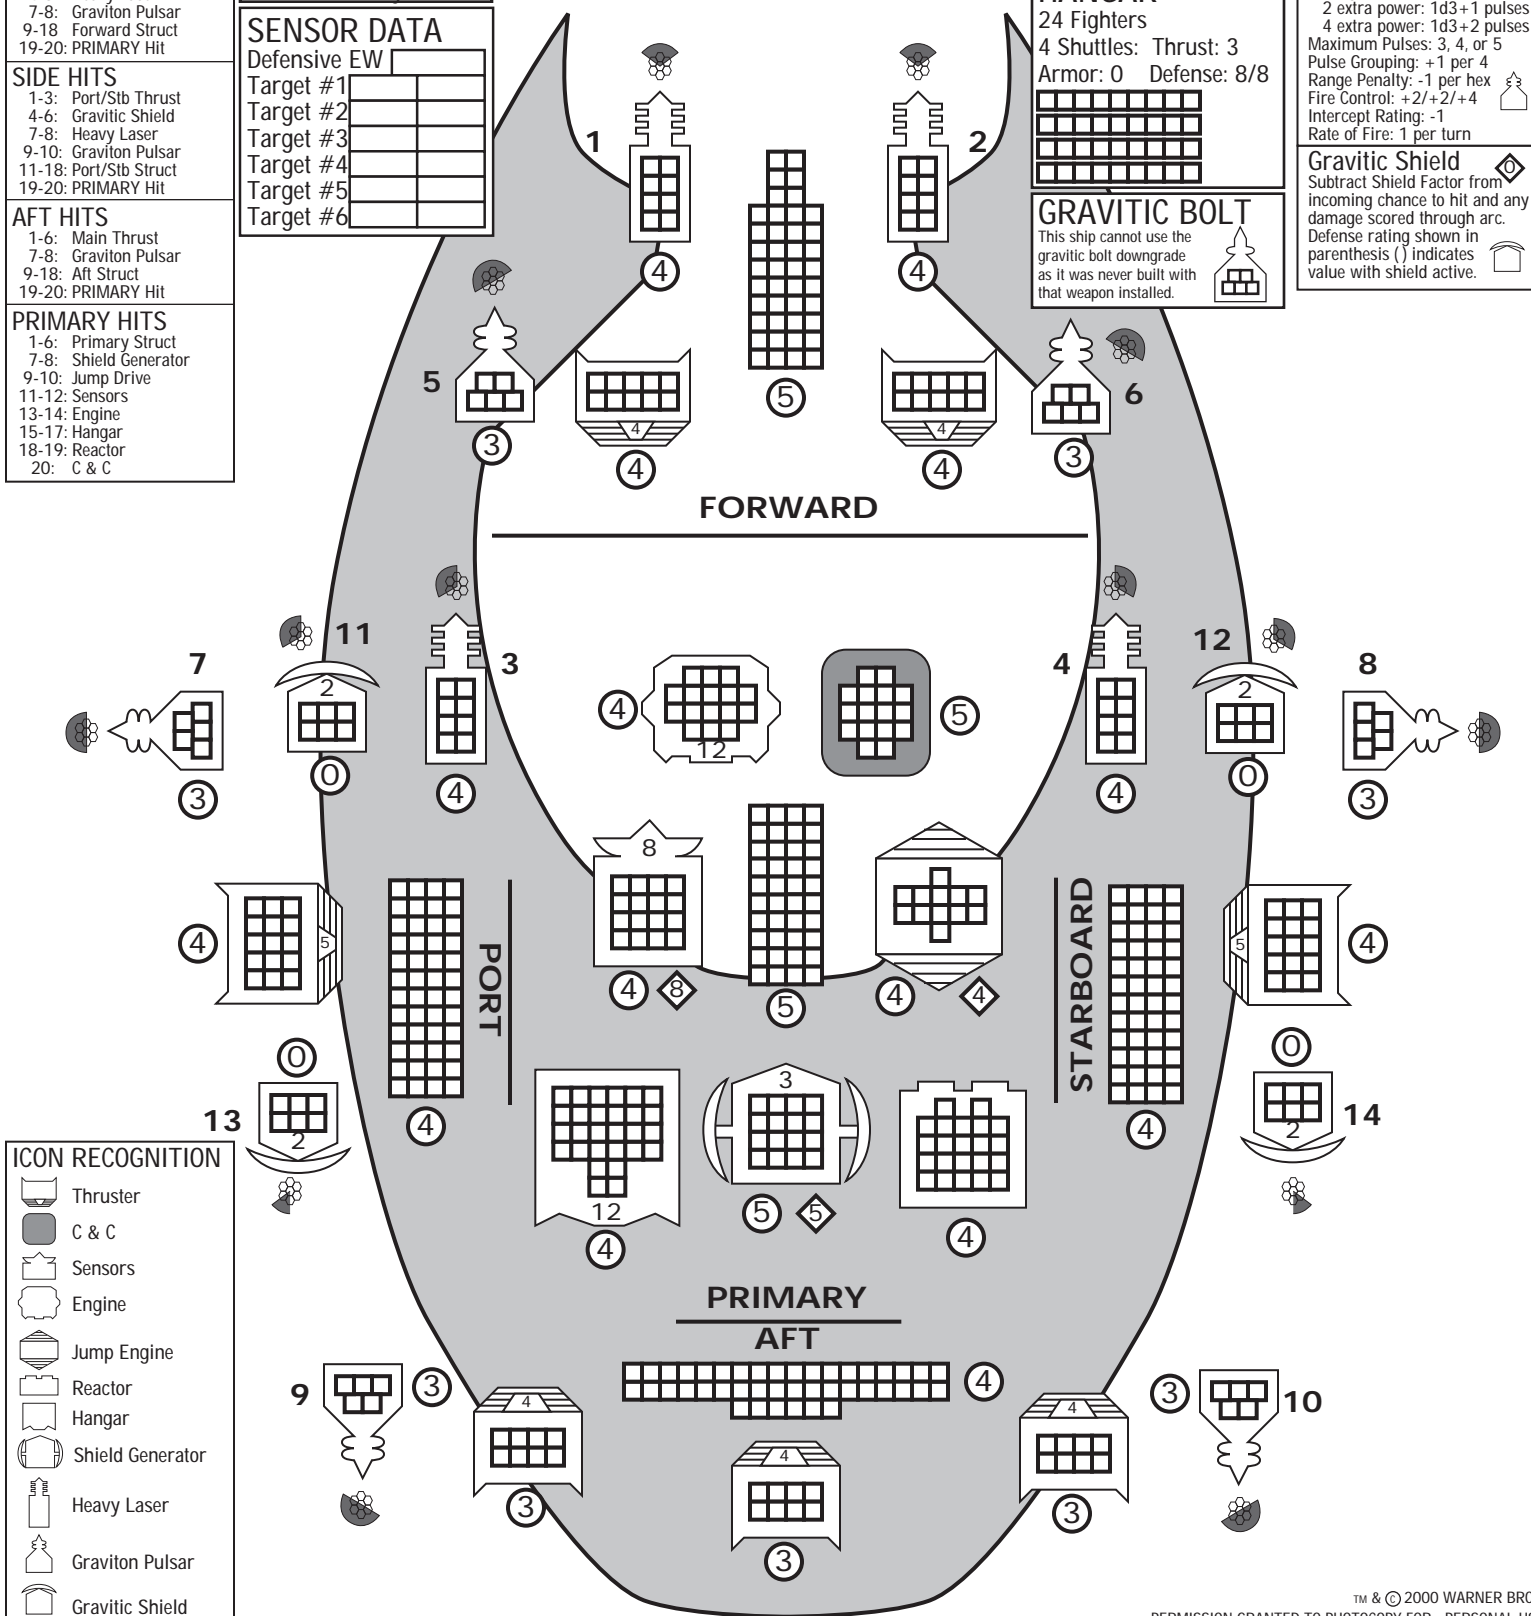 7-8: Graviton Pulsar
9-18 Forward Struct
19-20: PRIMARY Hit
SIDE HITS
1-3: Port/Stb Thrust
4-6: Gravitic Shield
7-8: Heavy Laser
9-10: Graviton Pulsar
11-18: Port/Stb Struct
19-20: PRIMARY Hit
AFT HITS
1-6: Main Thrust
7-8: Graviton Pulsar
9-18: Aft Struct
19-20: PRIMARY Hit
PRIMARY HITS
1-6: Primary Struct
7-8: Shield Generator
9-10: Jump Drive
11-12: Sensors
13-14: Engine
15-17: Hangar
18-19: Reactor
20: C & C
SENSOR DATA
Defensive EW
Target #1
Target #2
Target #3
Target #4
Target #5
Target #6
24 Fighters
4 Shuttles: Thrust: 3
Armor: 0 Defense: 8/8
GRAVITIC BOLT
This ship cannot use the
gravitic bolt downgrade
as it was never built with
that weapon installed.
2 extra power: 1d3+1 pulses
4 extra power: 1d3+2 pulses
Maximum Pulses: 3, 4, or 5
Pulse Grouping: +1 per 4
Range Penalty: -1 per hex
Fire Control: +2/+2/+4
Intercept Rating: -1
Rate of Fire: 1 per turn
Gravitic Shield
0
Subtract Shield Factor from
incoming chance to hit and any
damage scored through arc.
Defense rating shown in
parenthesis () indicates
value with shield active.
1
2
4
4
5
5
6
3
4
4
5
4
4
3
FORWARD
7
11
3
4
12
8
2
4
12
5
2
3
0
4
4
0
3
4
5
PORT
8
4
8
5
4
4
STARBOARD
5
4
0
13
2
4
3
0
4
2
14
12
4
5
5
4
PRIMARY
AFT
9
3
4
4
4
4
3
10
3
3
3
ICON RECOGNITION
Thruster
C & C
Sensors
Engine
Jump Engine
Reactor
Hangar
Shield Generator
Heavy Laser
Graviton Pulsar
Gravitic Shield
TM & © 2000 WARNER BRO